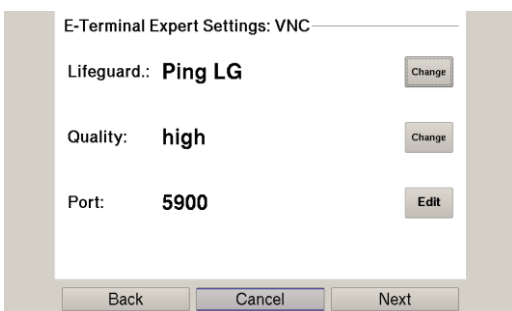 E-Terminal Expert Settings: VNC
Lifeguard.: Ping LG Change
Quality: high Change
Port: 5900 Edit
Back Cancel Next